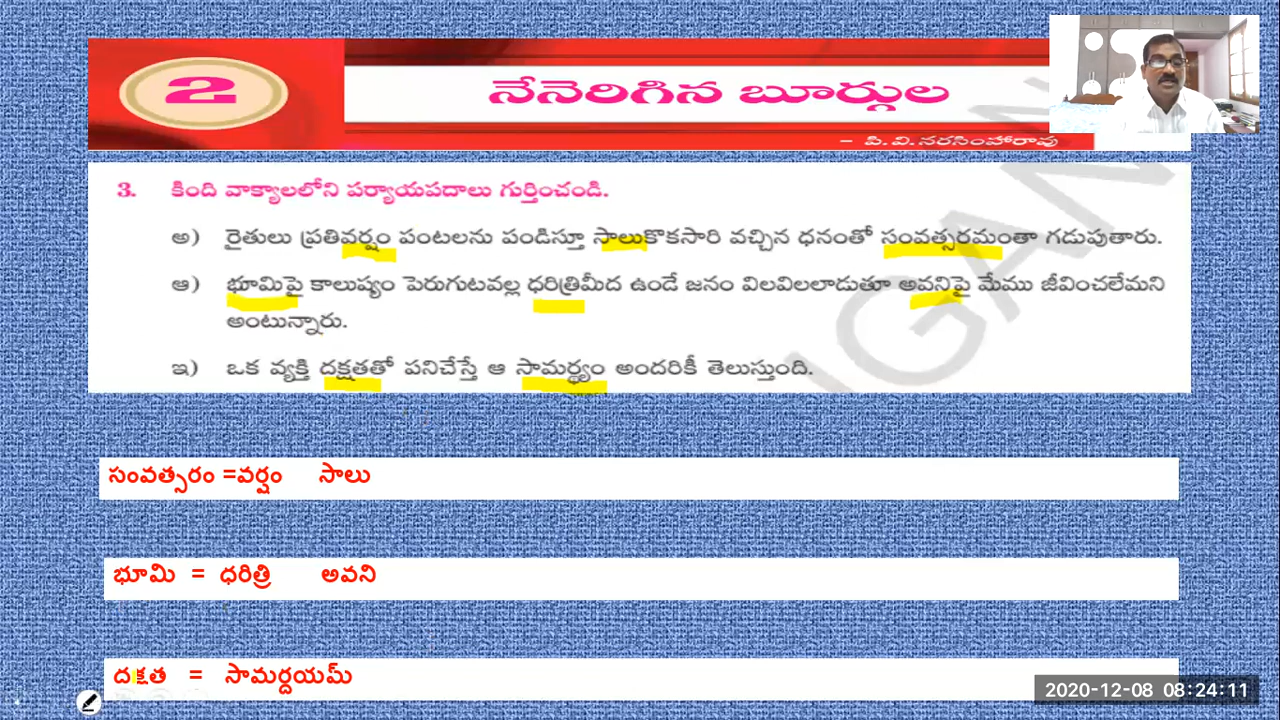 2
నేనెరిగిన బూర్గుల
– పి.వి.నరసింహారావు
3. కింది వాక్యాలలోని పర్యాయపదాలు గుర్తించండి.
అ) రైతులు ప్రతివర్షం పంటలను పండిస్తూ సాలుకొకసారి వచ్చిన ధనంతో సంవత్సరమంతా గడుపుతారు.
ఆ) భూమిపై కాలుష్యం పెరుగుటవల్ల ధరిత్రిమీద ఉండే జనం విలవిలలాడుతూ అవనిపై మేము జీవించలేమని
అంటున్నారు.
ఇ) ఒక వ్యక్తి దక్షతతో పనిచేస్తే ఆ సామర్థ్యం అందరికీ తెలుస్తుంది.
సంవత్సరం =వర్షం సాలు
భూమి = ధరిత్రి అవని
దక్షత = సామర్దయమ్
2020-12-08 08:24:11